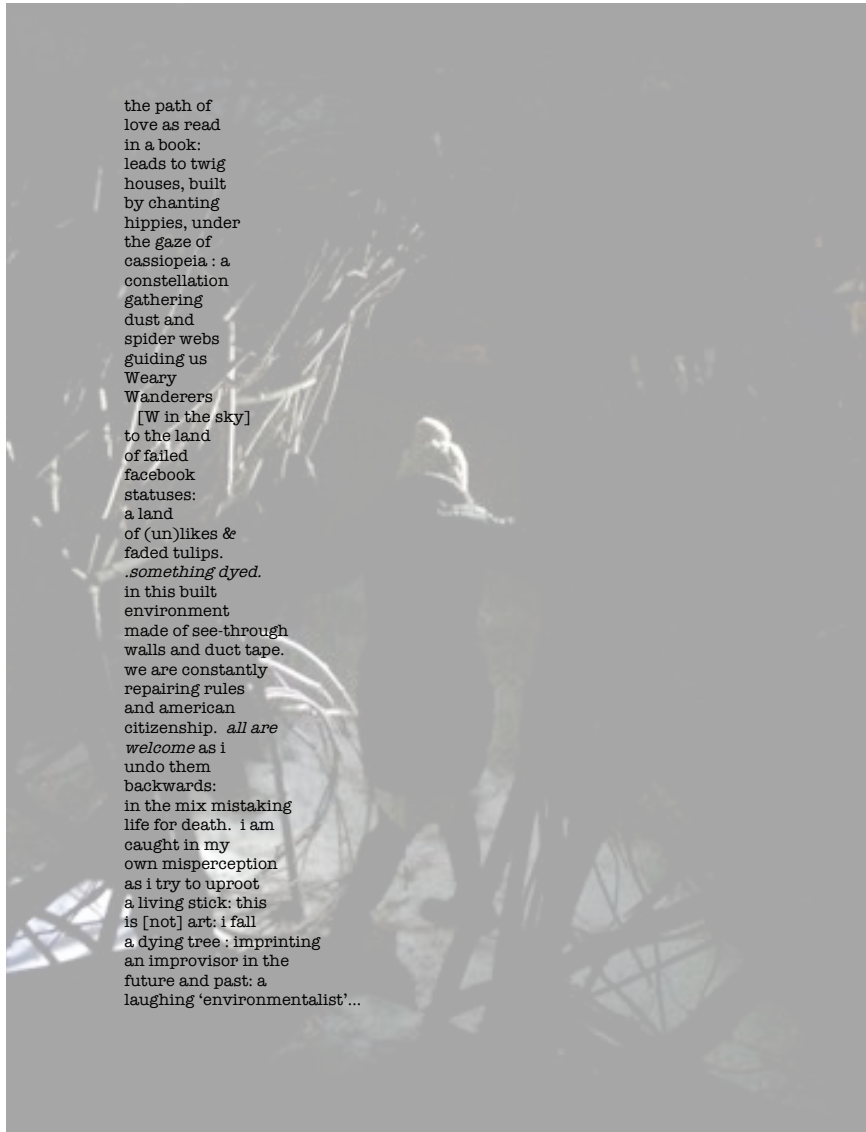 the path of
love as read
in a book:
leads to twig
houses, built
by chanting
hippies, under
the gaze of
cassiopeia : a
constellation
gathering
dust and
spider webs
guiding us
Weary
Wanderers
[W in the sky]
to the land
of failed
facebook
statuses:
a land
of (un)likes &
faded tulips.
.something dyed.
in this built
environment
made of see-through
walls and duct tape.
we are constantly
repairing rules
and american
citizenship. all are
welcome as i
undo them
backwards:
in the mix mistaking
life for death. i am
caught in my
own misperception
as i try to uproot
a living stick: this
is [not] art: i fall
a dying tree : imprinting
an improvisor in the
future and past: a
laughing ‘environmentalist’...